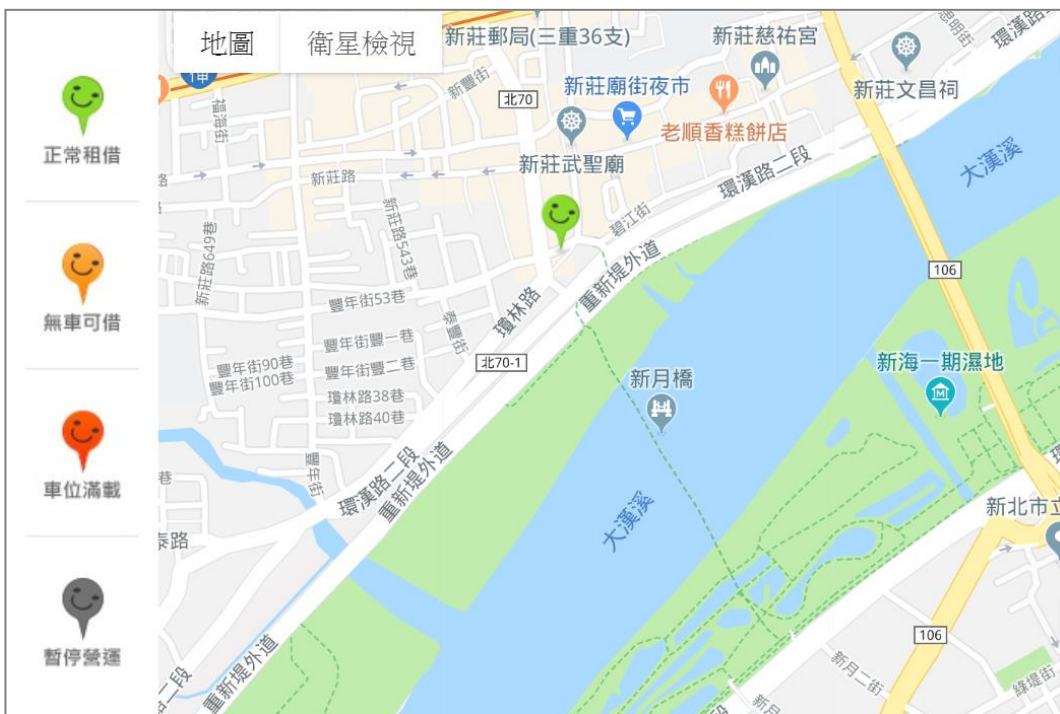 正常租借
無車可借
車位滿載
暫停營運
地圖
衛星檢視
新莊郵局(三重36支)
新莊慈祐宮
環漢路二段
新莊文昌祠
新豐街
北70
新莊廟街夜市
老順香糕餅店
福海街
新莊武聖廟
新莊路
環漢路二段
大漢溪
碧江街
新莊路649巷
新莊路543巷
106
重新堤外道
豐年街53巷
瓊林路
泰豐街
豐年街豐一巷
北70-1
豐年街90巷
豐年街豐二巷
豐年街100巷
新月橋
新海一期濕地
瓊林路38巷
瓊林路40巷
豐年街
環漢路二段
重新堤外道
大漢溪
新北市立
泰路
106
重新堤外道
新月二街
綠堤街